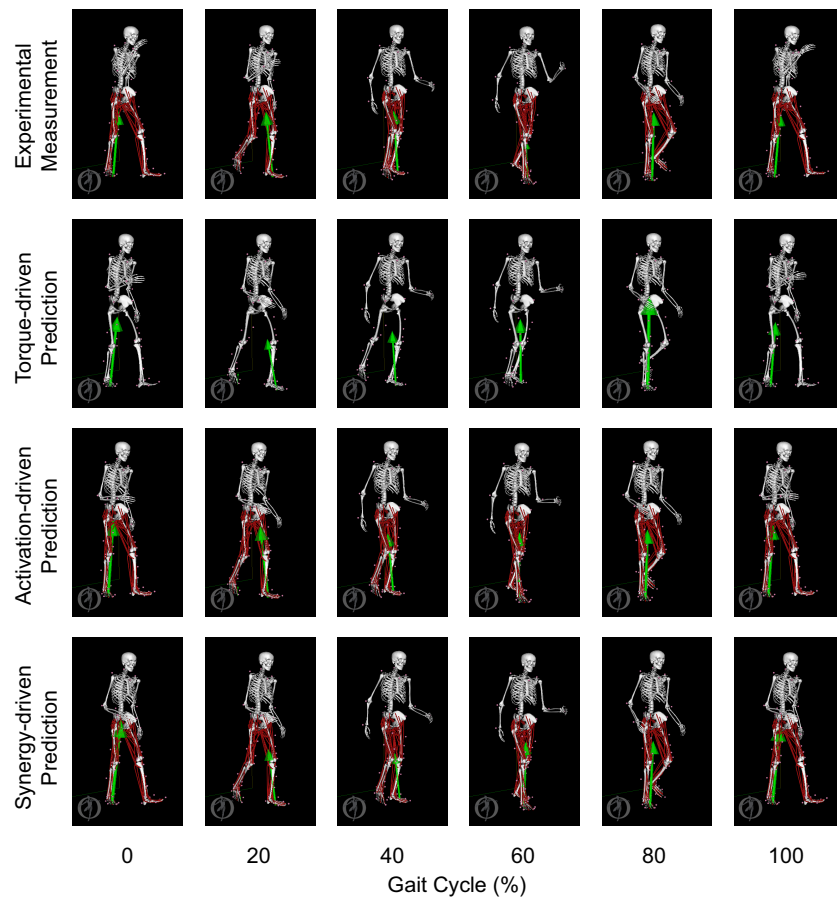 Experimental
Measurement
Torque-driven
Prediction
Activation-driven
Prediction
Synergy-driven
Prediction
0 20 40 60 80 100
Gait Cycle (%)